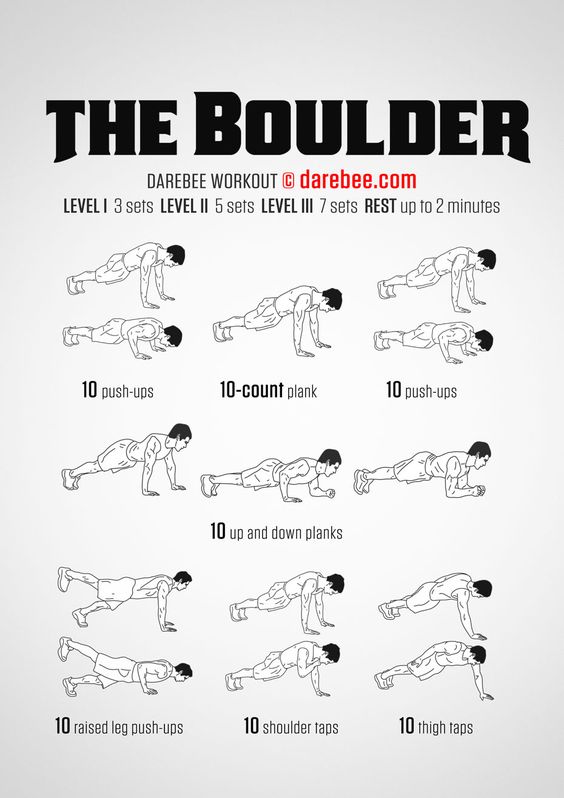 THE BOULDER
DAREBEE WORKOUT © darebee.com
LEVEL I 3 sets LEVEL II 5 sets LEVEL III 7 sets REST up to 2 minutes
10 push-ups
10-count plank
10 push-ups
10 up and down planks
10 raised leg push-ups
10 shoulder taps
10 thigh taps